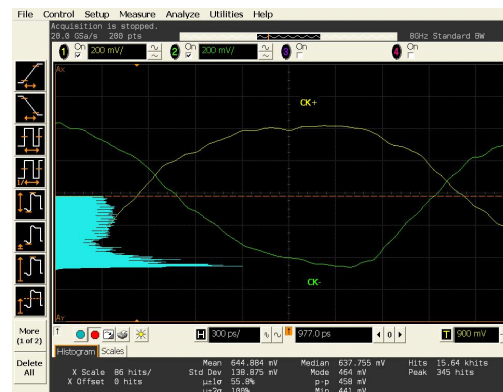 File Control Setup Measure Analyze Utilities Help
Acquisition is stopped.
20.0 GSa/s 200 pts
8GHz Standard BW
1 On 200 mV/ 2 On 200 mV/ 3 On 4 On
Ax
CK+
CK-
Ay
More
(1 of 2)
Delete
All
H 300 ps/ T 977.0 ps 0 T 900 mV
Histogram Scales
Mean 644.084 mV Median 637.755 mV Hits 15.64 khits
X Scale 86 hits/ Std Dev 138.875 mV Mode 464 mV Peak 345 hits
X Offset 0 hits μ±1σ 55.8% p-p 458 mV
μ±2σ 100% Min 441 mV